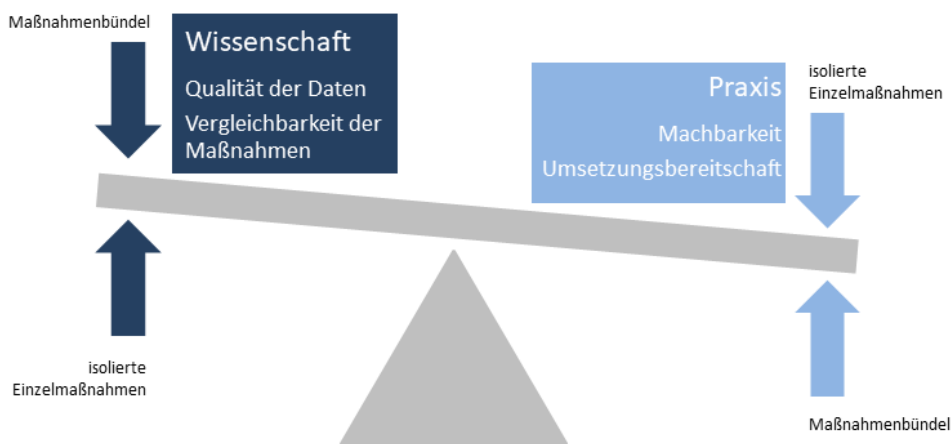 Maßnahmenbündel
Wissenschaft
Qualität der Daten
Vergleichbarkeit der
Maßnahmen
isolierte
Einzelmaßnahmen
Praxis
Machbarkeit
Umsetzungsbereitschaft
isolierte
Einzelmaßnahmen
Maßnahmenbündel